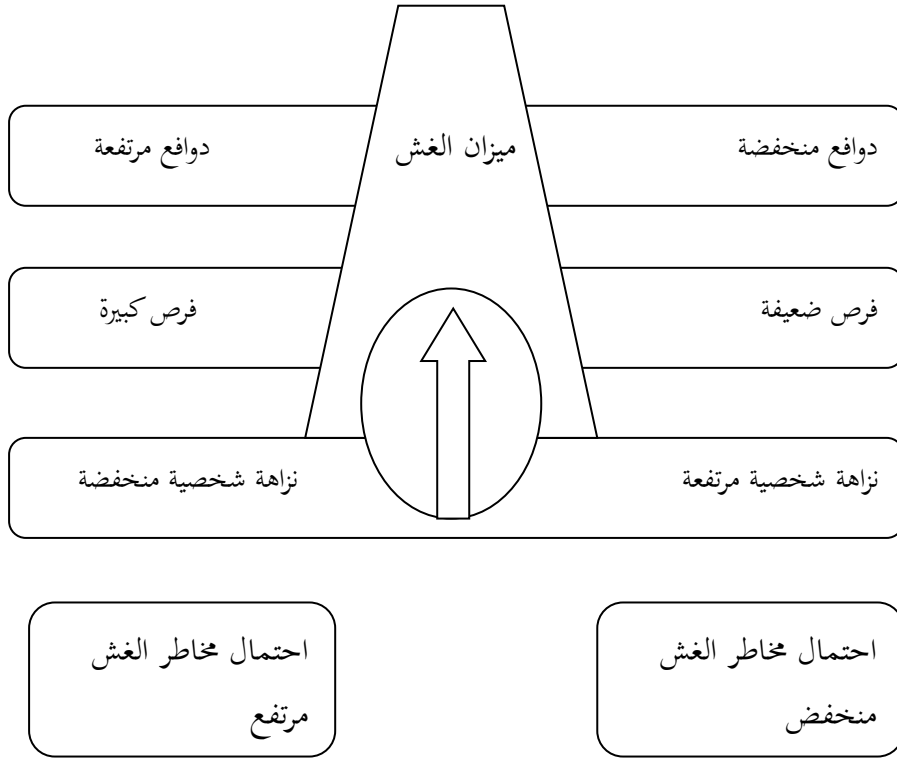 ميزان الغش
دوافع منخفضة
دوافع مرتفعة
فرص ضعيفة
فرص كبيرة
نزاهة شخصية مرتفعة
نزاهة شخصية منخفضة
احتمال مخاطر الغش
منخفض
احتمال مخاطر الغش
مرتفع